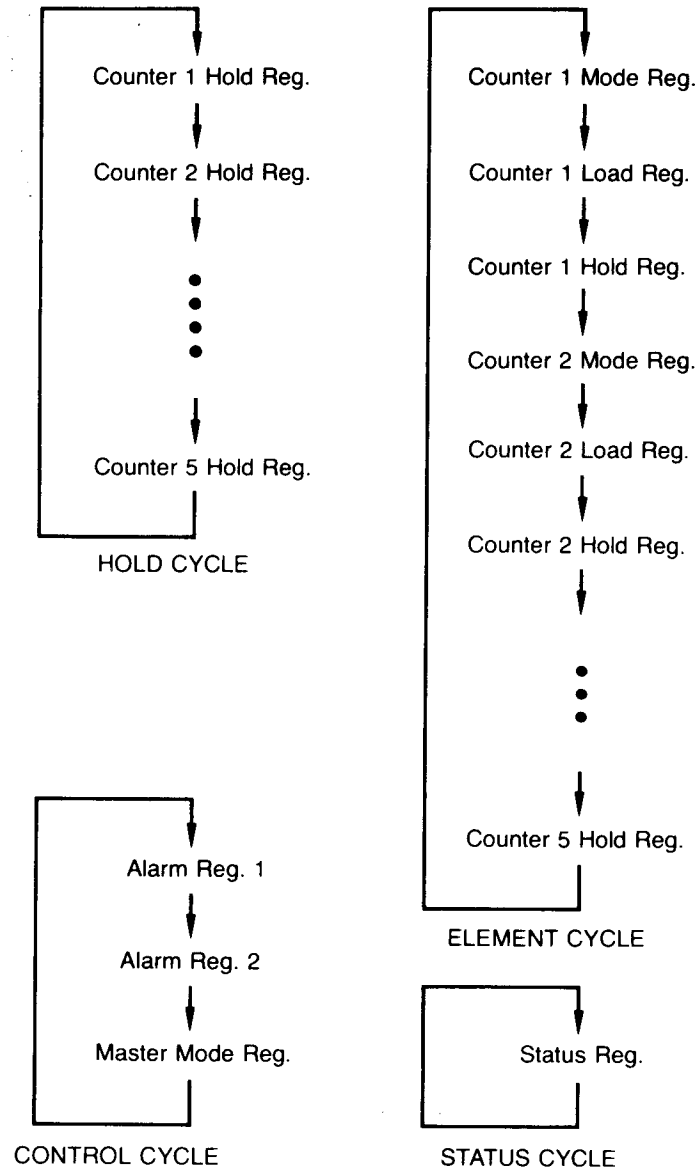 Counter 1 Hold Reg.
Counter 2 Hold Reg.
Counter 5 Hold Reg.
HOLD CYCLE
Counter 1 Mode Reg.
Counter 1 Load Reg.
Counter 1 Hold Reg.
Counter 2 Mode Reg.
Counter 2 Load Reg.
Counter 2 Hold Reg.
Counter 5 Hold Reg.
ELEMENT CYCLE
Alarm Reg. 1
Alarm Reg. 2
Master Mode Reg.
CONTROL CYCLE
Status Reg.
STATUS CYCLE